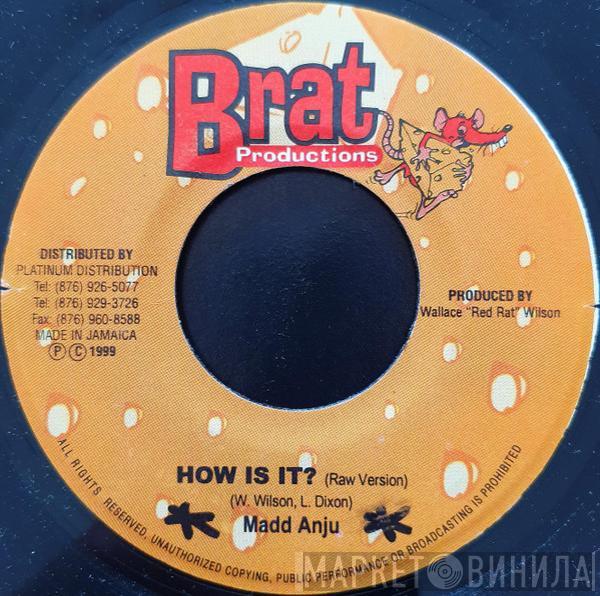 Brat
Productions
DISTRIBUTED BY
PLATINUM DISTRIBUTION
Tel: (876) 926-5077
Tel: (876) 929-3726
Fax: (876) 960-8588
MADE IN JAMAICA
Ⓟ Ⓒ 1999
PRODUCED BY
Wallace "Red Rat" Wilson
HOW IS IT? (Raw Version)
(W. Wilson, L. Dixon)
Madd Anju
ALL RIGHTS RESERVED, UNAUTHORIZED COPYING, PUBLIC PERFORMANCE OR BROADCASTING IS PROHIBITED
МАРКЕТ ВИНИЛА